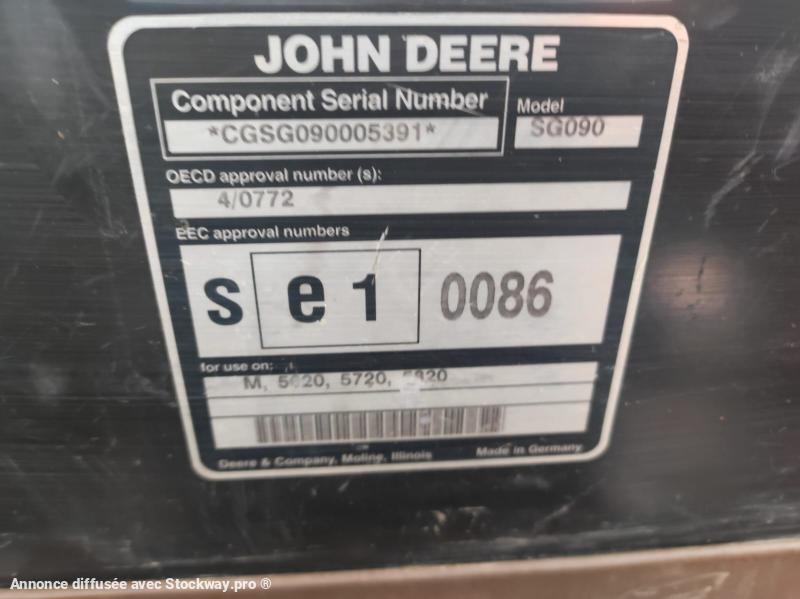 JOHN DEERE
Component Serial Number
*CGSG090005391*
Model
SG090
OECD approval number (s):
4/0772
EEC approval numbers
s e 1 0086
for use on:
M, 5720,
Deere & Company, Moline, Illinois
Made in Germany
Annonce diffusée avec Stockway.pro ®